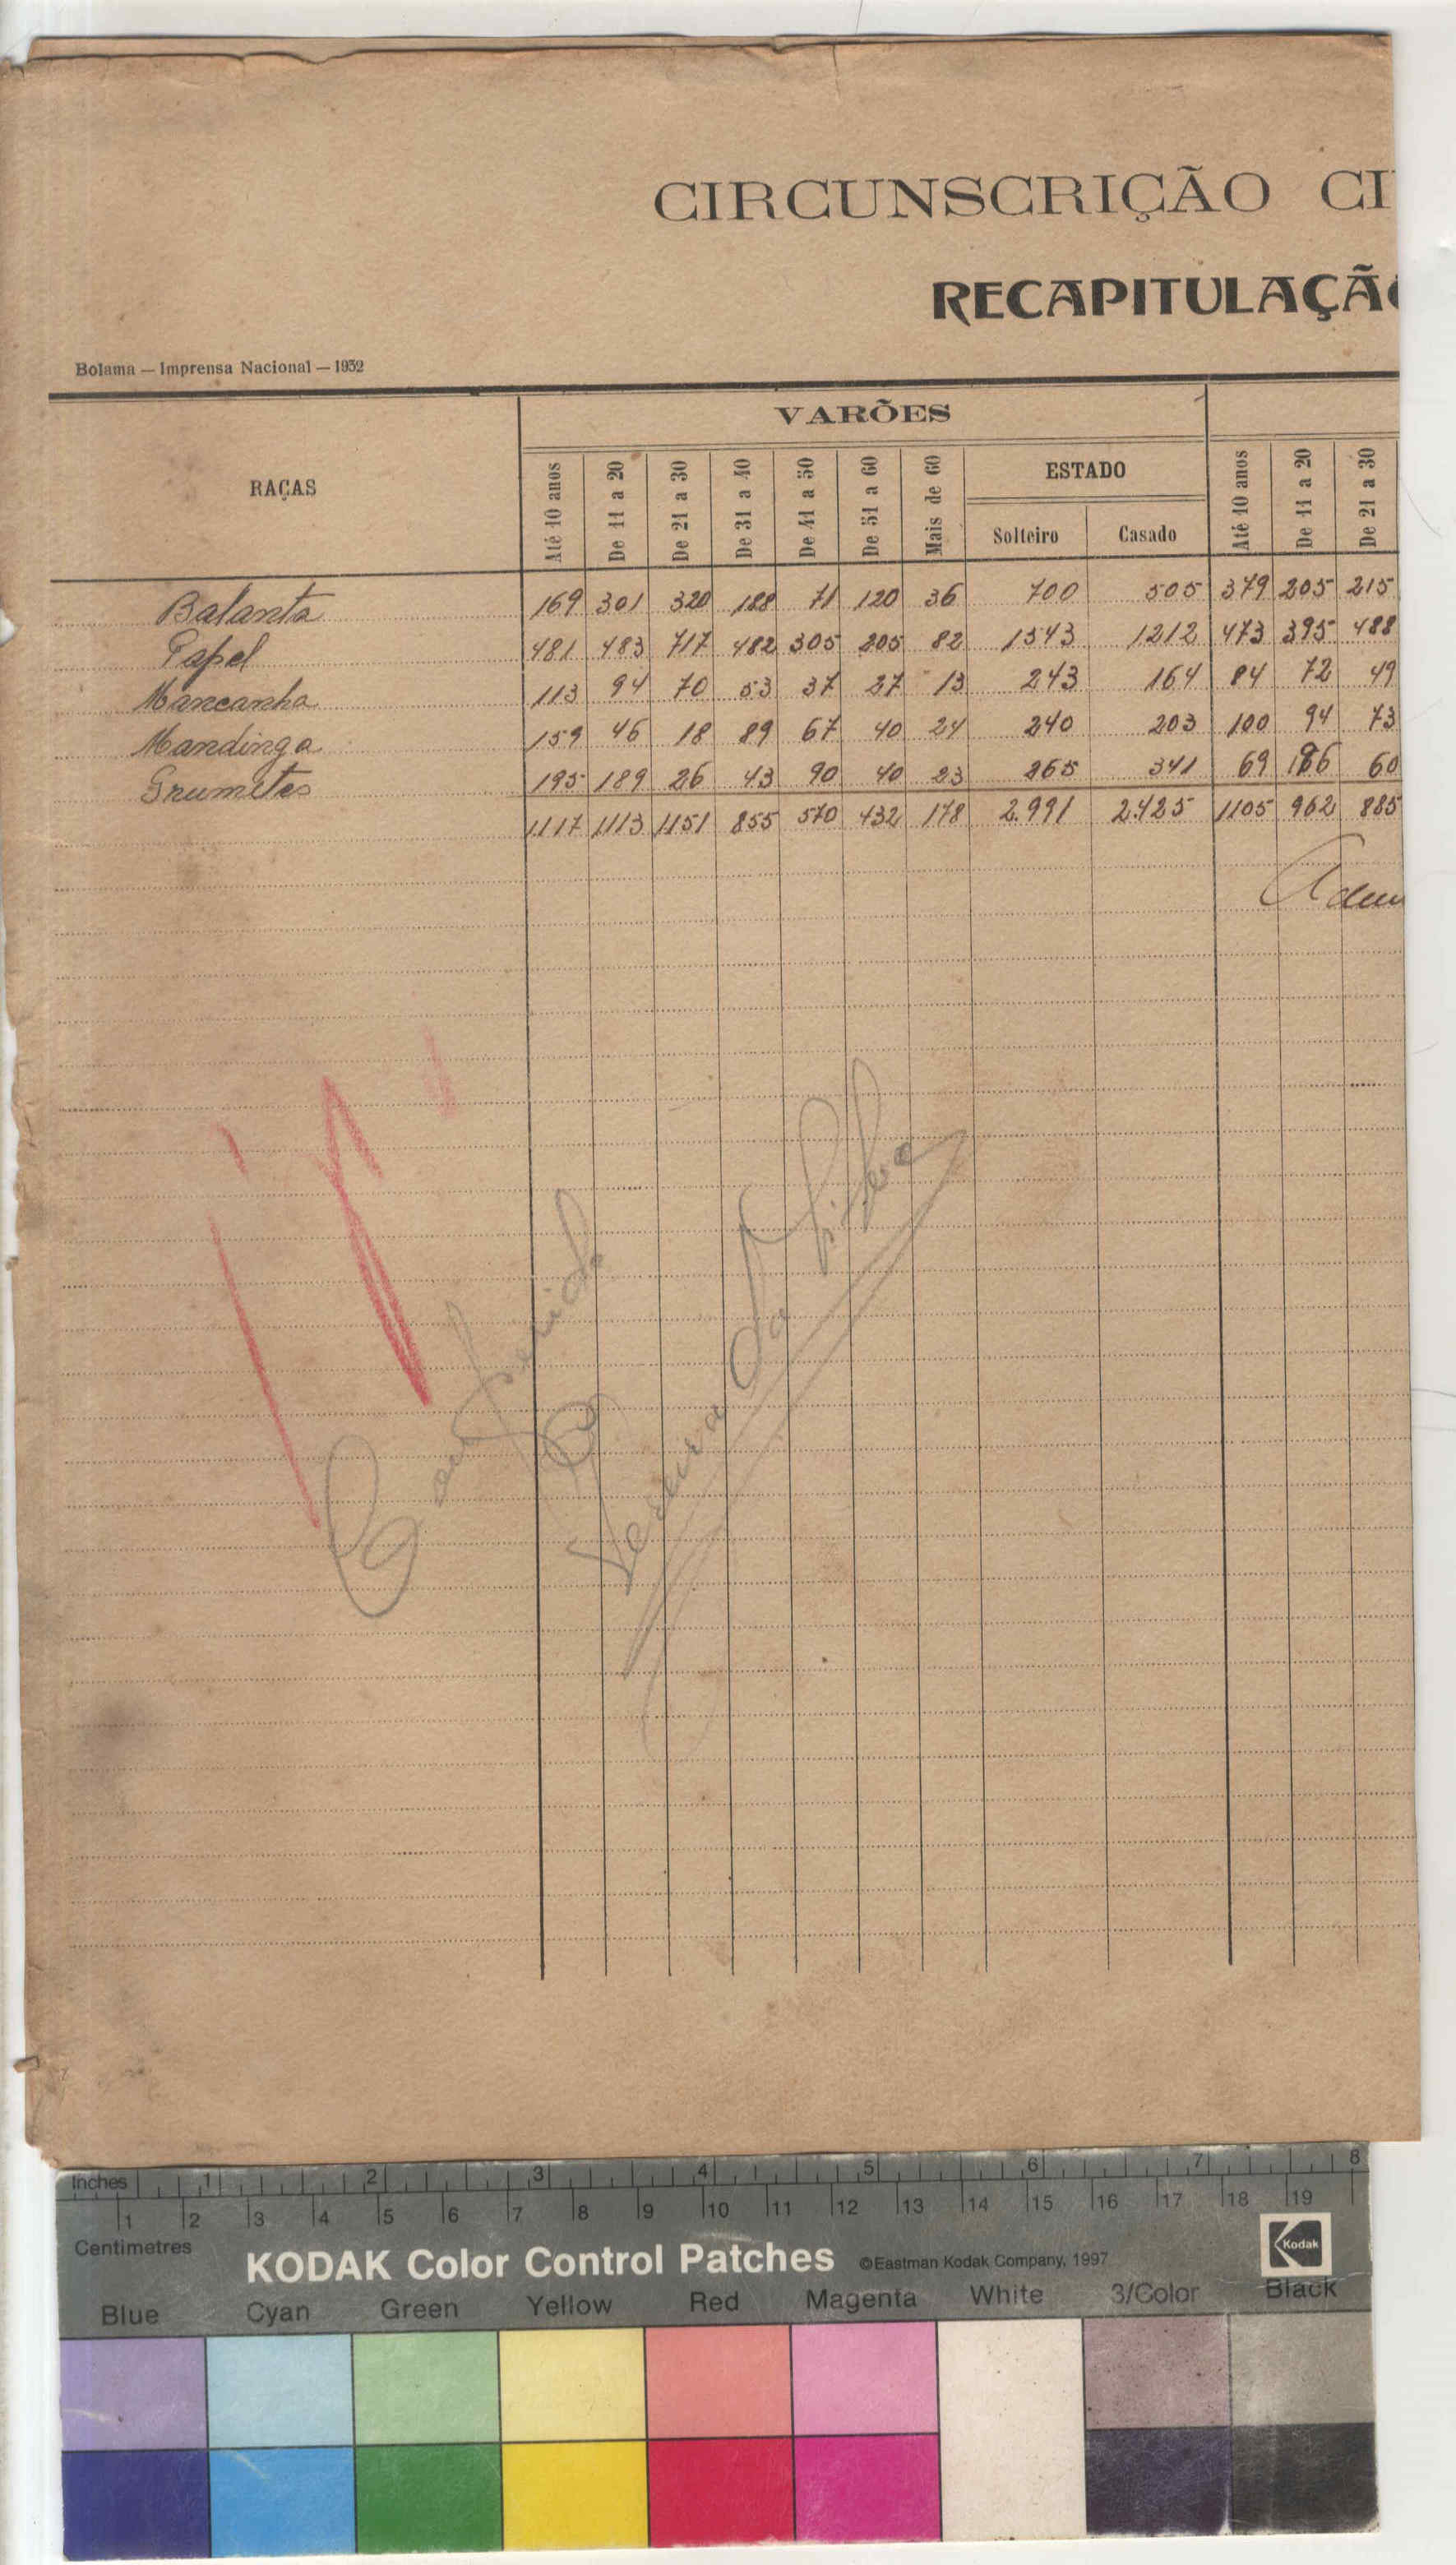 CIRCUNSCRIÇÃO CI
RECAPITULAÇÃO
Bolama — Imprensa Nacional — 1932
RAÇAS
VARÕES
Até 10 anos
De 11 a 20
De 21 a 30
De 31 a 40
De 41 a 50
De 51 a 60
Mais de 60
ESTADO
Solteiro
Casado
Até 10 anos
De 11 a 20
De 21 a 30
Balanta 169 301 320 188 71 120 36 700 505 379 205 215
Papel 481 483 717 482 305 205 82 1543 1212 473 395 488
Mancanha 113 94 70 53 37 27 13 243 164 84 72 49
Mandinga 159 46 18 89 67 40 24 240 203 100 94 73
Grumetes 195 189 26 43 90 40 23 265 341 69 186 60
1117 1113 1151 855 570 432 178 2.991 2.425 1105 962 885
Conferido
da Silva
Inches 1 2 3 4 5 6 7 8
1 2 3 4 5 6 7 8 9 10 11 12 13 14 15 16 17 18 19
Centimetres
KODAK Color Control Patches ©Eastman Kodak Company, 1997 Kodak
Blue Cyan Green Yellow Red Magenta White 3/Color Black